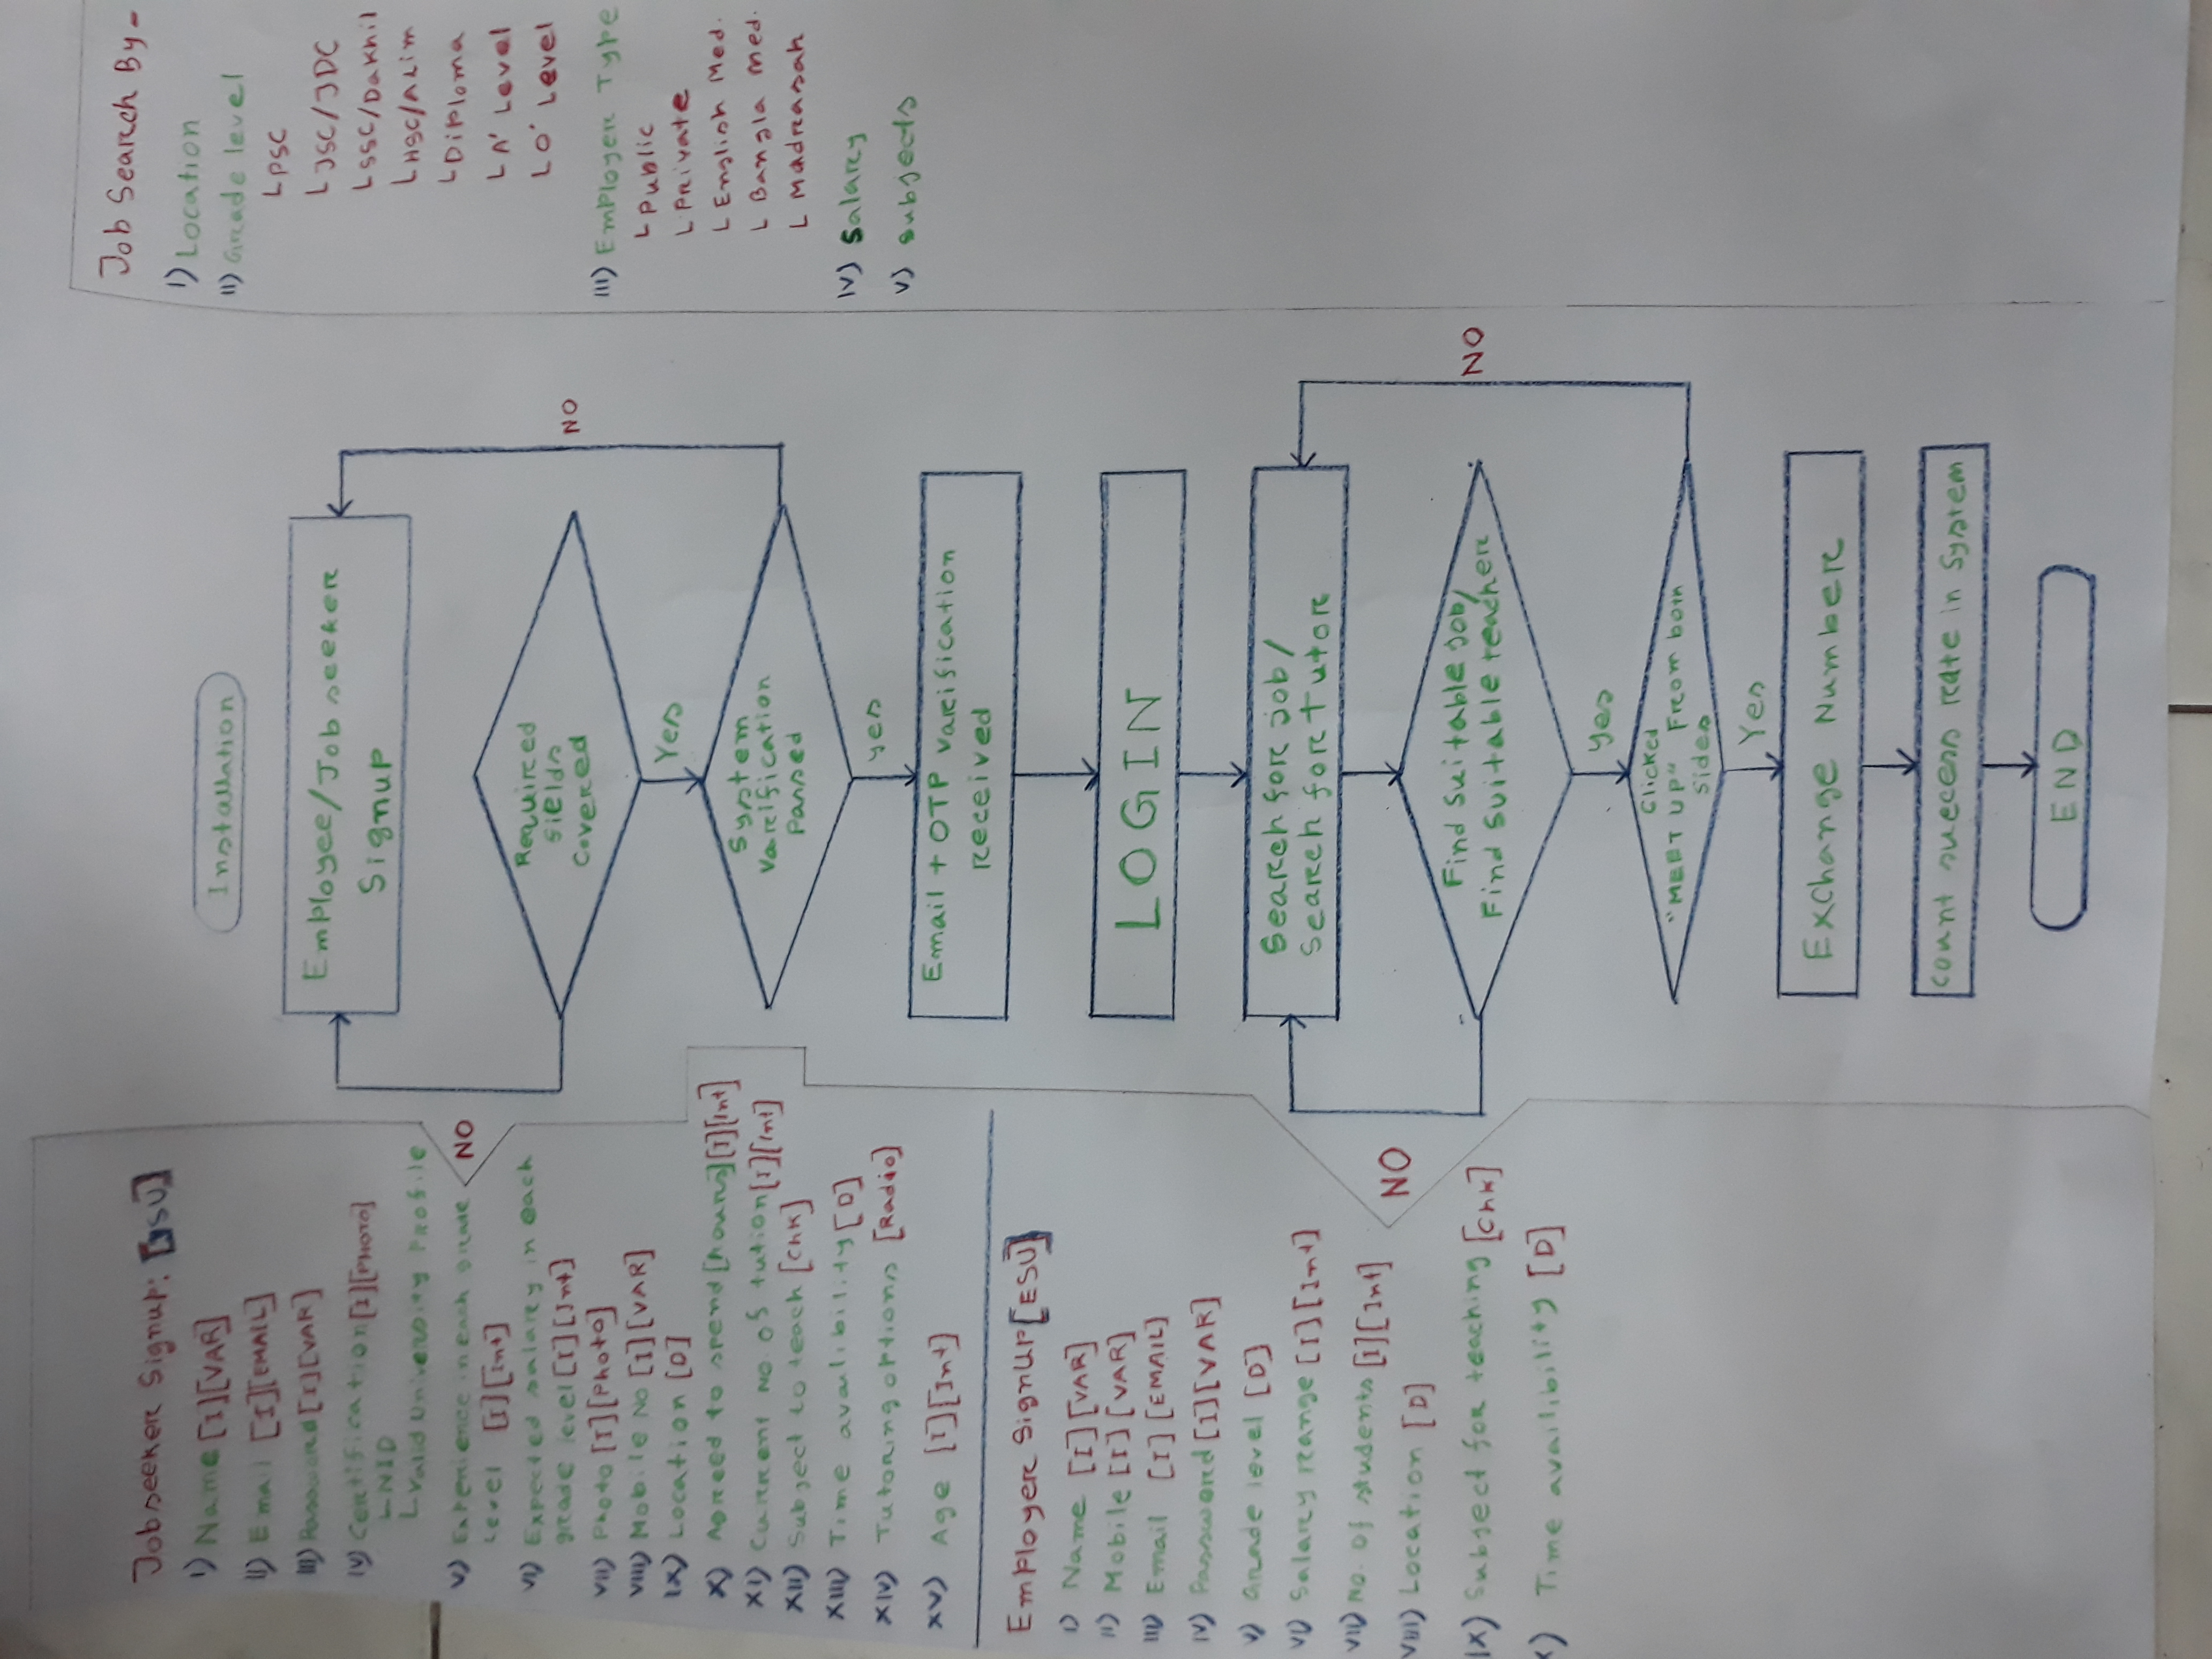 Jobseeker Signup: [JSU]
I) Name [I][VAR]
II) Email [I][EMAIL]
III) Password [I][VAR]
IV) Certification [I][PHOTO]
L NID
L Valid University Profile
V) Experience in each grade
Level [I][Int]
VI) Expected salary in each
grade level [I][Int]
VII) Photo [I][Photo]
VIII) Mobile No [I][VAR]
IX) Location [D]
X) Agreed to spend [hours] [I][Int]
XI) Current No. of tution [I][Int]
XII) Subject to teach [Chk]
XIII) Time availibility [D]
XIV) Tutoring options [Radio]
XV) Age [I][Int]
Employer SignUp [ESU]
I) Name [I][VAR]
II) Mobile [I][VAR]
III) Email [I][EMAIL]
IV) Password [I][VAR]
V) Grade level [D]
VI) Salary range [I][Int]
VII) No. of students [I][Int]
VIII) Location [D]
IX) Subject for teaching [Chk]
X) Time availibility [D]
Installation
Employee/Job seeker
Signup
NO
Required
fields
Covered
NO
Yes
System
Varification
Passed
yes
Email + OTP varification
received
LOGIN
Search for job/
Search for Tutor
NO
Find Suitable job/
Find Suitable teacher
NO
Yes
Clicked
"MEET UP" From both
sides
Yes
Exchange Number
Count success rate in System
END
Job Search By -
I) Location
II) Grade level
L PSC
L JSC/JDC
L SSC/Dakhil
L HSC/Alim
L Diploma
L A' Level
L O' Level
III) Employer Type
L Public
L Private
L English Med.
L Bangla Med.
L Madrasah
IV) Salary
V) Subjects